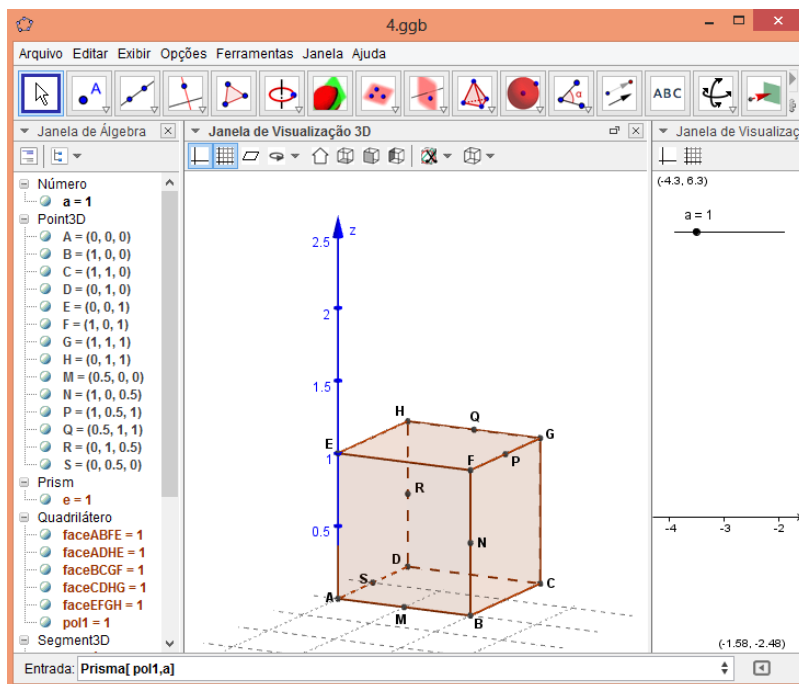 4.ggb
Arquivo Editar Exibir Opções Ferramentas Janela Ajuda
A
α
ABC
Janela de Álgebra
Número
a = 1
Point3D
A = (0, 0, 0)
B = (1, 0, 0)
C = (1, 1, 0)
D = (0, 1, 0)
E = (0, 0, 1)
F = (1, 0, 1)
G = (1, 1, 1)
H = (0, 1, 1)
M = (0.5, 0, 0)
N = (1, 0, 0.5)
P = (1, 0.5, 1)
Q = (0.5, 1, 1)
R = (0, 1, 0.5)
S = (0, 0.5, 0)
Prism
e = 1
Quadrilátero
faceABFE = 1
faceADHE = 1
faceBCGF = 1
faceCDHG = 1
faceEFGH = 1
pol1 = 1
Segment3D
Janela de Visualização 3D
z
2.5
2
1.5
1
0.5
H
Q
G
E
F
P
R
N
D
S
C
A
M
B
Janela de Visualizaç
(-4.3, 6.3)
a = 1
-4 -3 -2
(-1.58, -2.48)
Entrada: Prisma[ pol1,a]